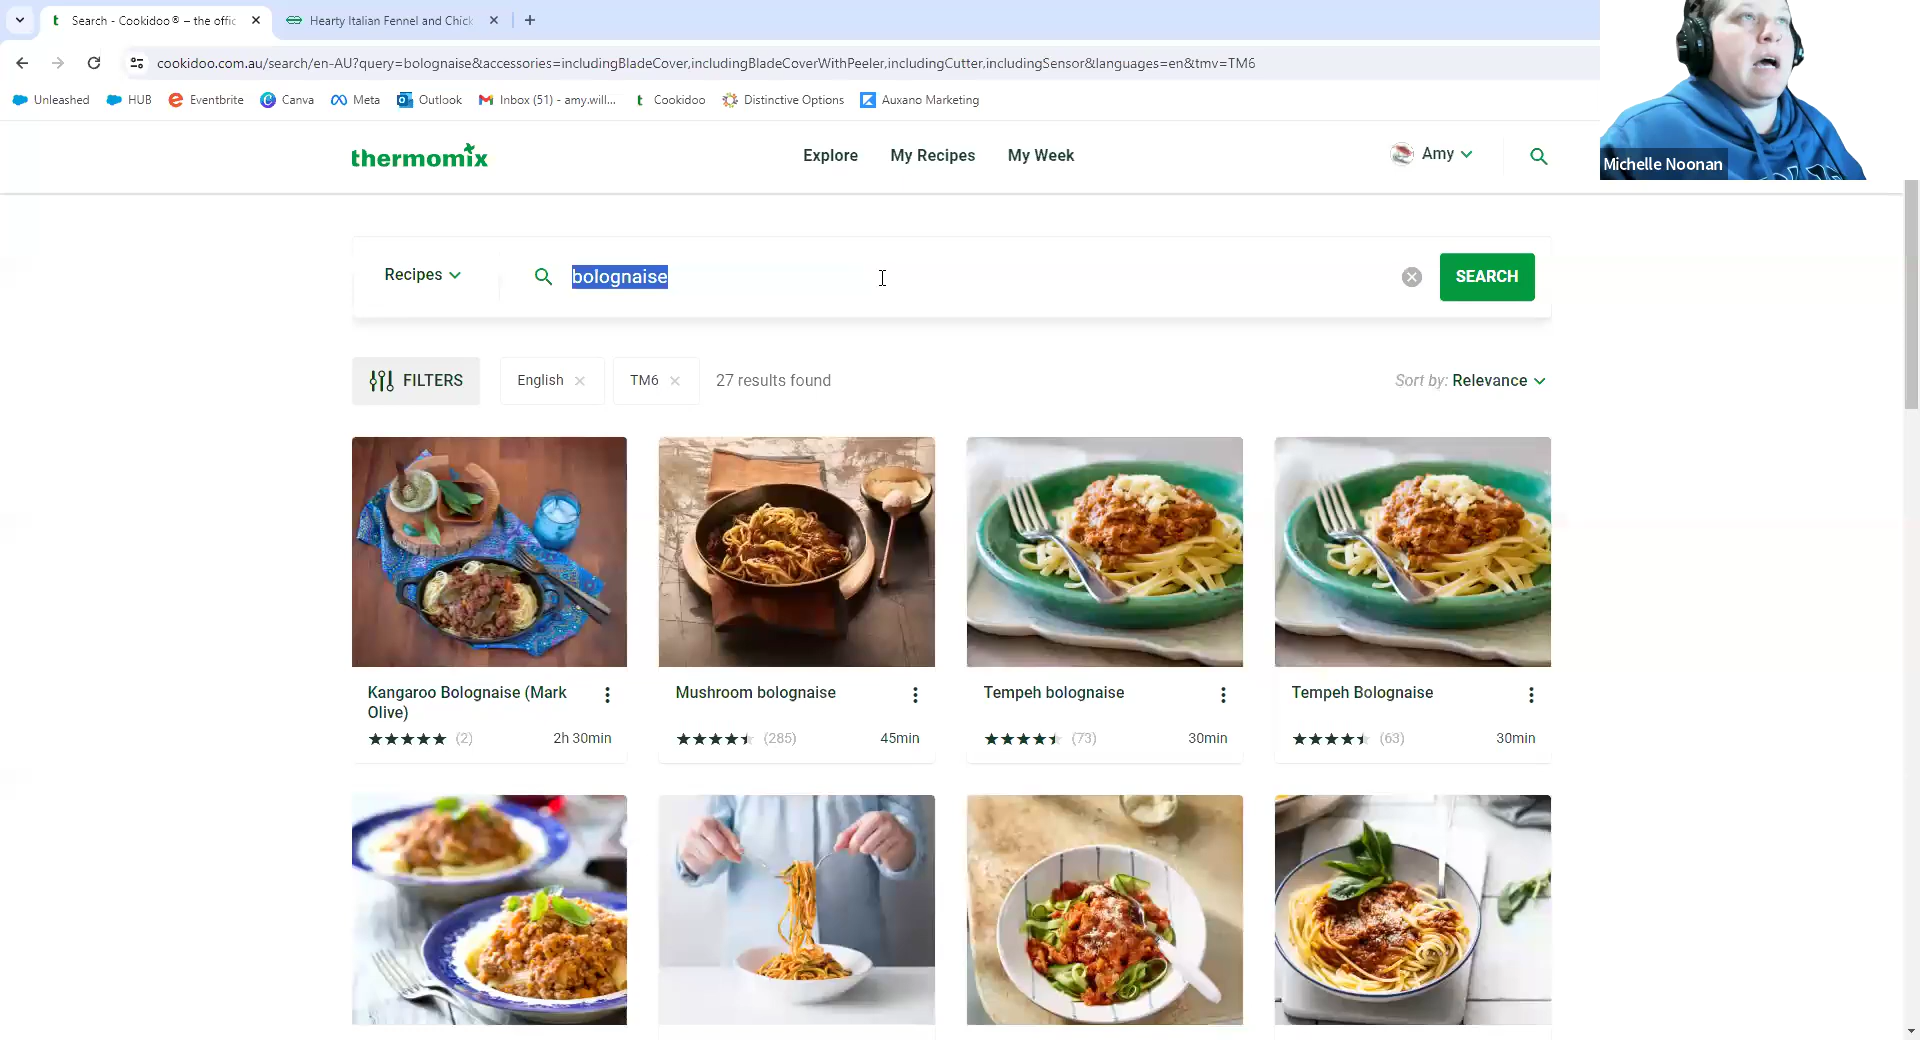 Search - Cookidoo® – the offic
Hearty Italian Fennel and Chick
cookidoo.com.au/search/en-AU?query=bolognaise&accessories=includingBladeCover,includingBladeCoverWithPeeler,includingCutter,includingSensor&languages=en&tmv=TM6
Unleashed HUB Eventbrite Canva Meta Outlook Inbox (51) - amy.will... Cookidoo Distinctive Options Auxano Marketing
thermomix Explore My Recipes My Week Amy
Michelle Noonan
Recipes bolognaise SEARCH
FILTERS English TM6 27 results found Sort by: Relevance
Kangaroo Bolognaise (Mark
Olive)
(2) 2h 30min
Mushroom bolognaise
(285) 45min
Tempeh bolognaise
(73) 30min
Tempeh Bolognaise
(63) 30min